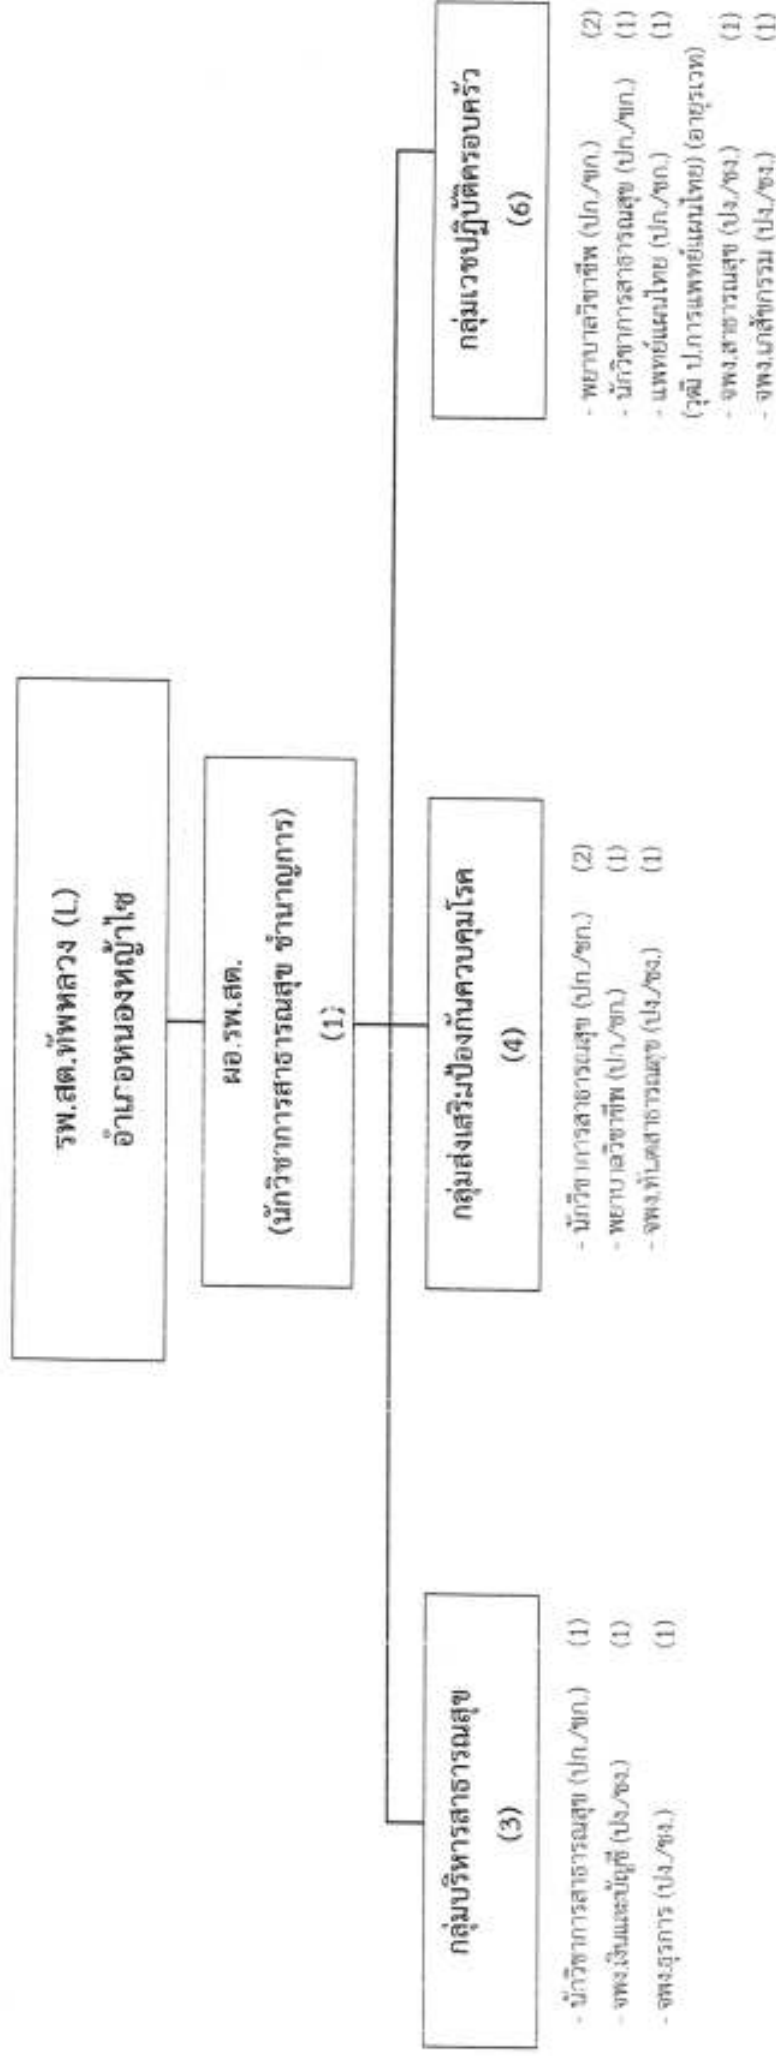 รพ.สต.ทัพหลวง (L)
อำเภอหนองหญ้าไซ
ผอ.รพ.สต.
(นักวิชาการสาธารณสุข ชำนาญการ)
(1)
กลุ่มบริหารสาธารณสุข
(3)
- นักวิชาการสาธารณสุข (ปก./ชก.) (1)
- จพง.เงินและบัญชี (ปง./ชง.) (1)
- จพง.ธุรการ (ปง./ชง.) (1)
กลุ่มส่งเสริมป้องกันควบคุมโรค
(4)
- นักวิชาการสาธารณสุข (ปก./ชก.) (2)
- พยาบาลวิชาชีพ (ปก./ชก.) (1)
- จพง.ทันตสาธารณสุข (ปง./ชง.) (1)
กลุ่มเวชปฏิบัติครอบครัว
(6)
- พยาบาลวิชาชีพ (ปก./ชก.) (2)
- นักวิชาการสาธารณสุข (ปก./ชก.) (1)
- แพทย์แผนไทย (ปก./ชก.) (1)
(วุฒิ ป.การแพทย์แผนไทย) (อายุรเวท)
- จพง.สาธารณสุข (ปง./ชง.) (1)
- จพง.เภสัชกรรม (ปง./ชง.) (1)